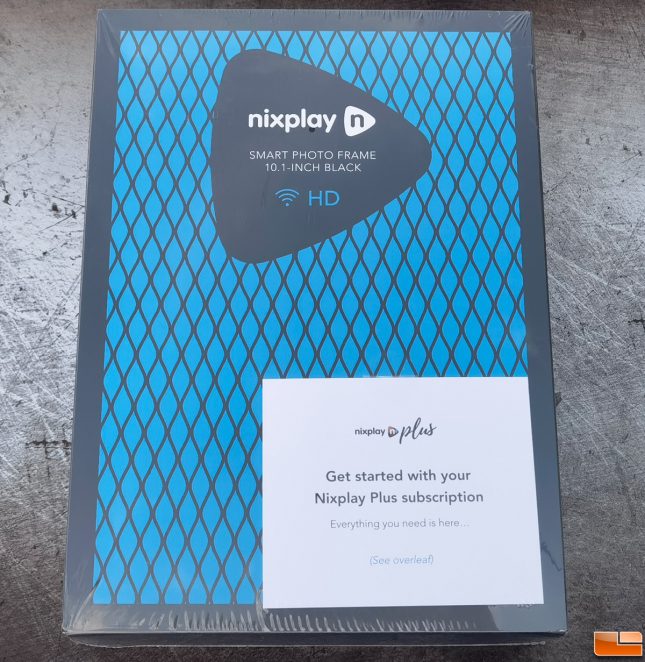 nixplay n
SMART PHOTO FRAME
10.1-INCH BLACK
HD
nixplay n plus
Get started with your
Nixplay Plus subscription
Everything you need is here...
(See overleaf)